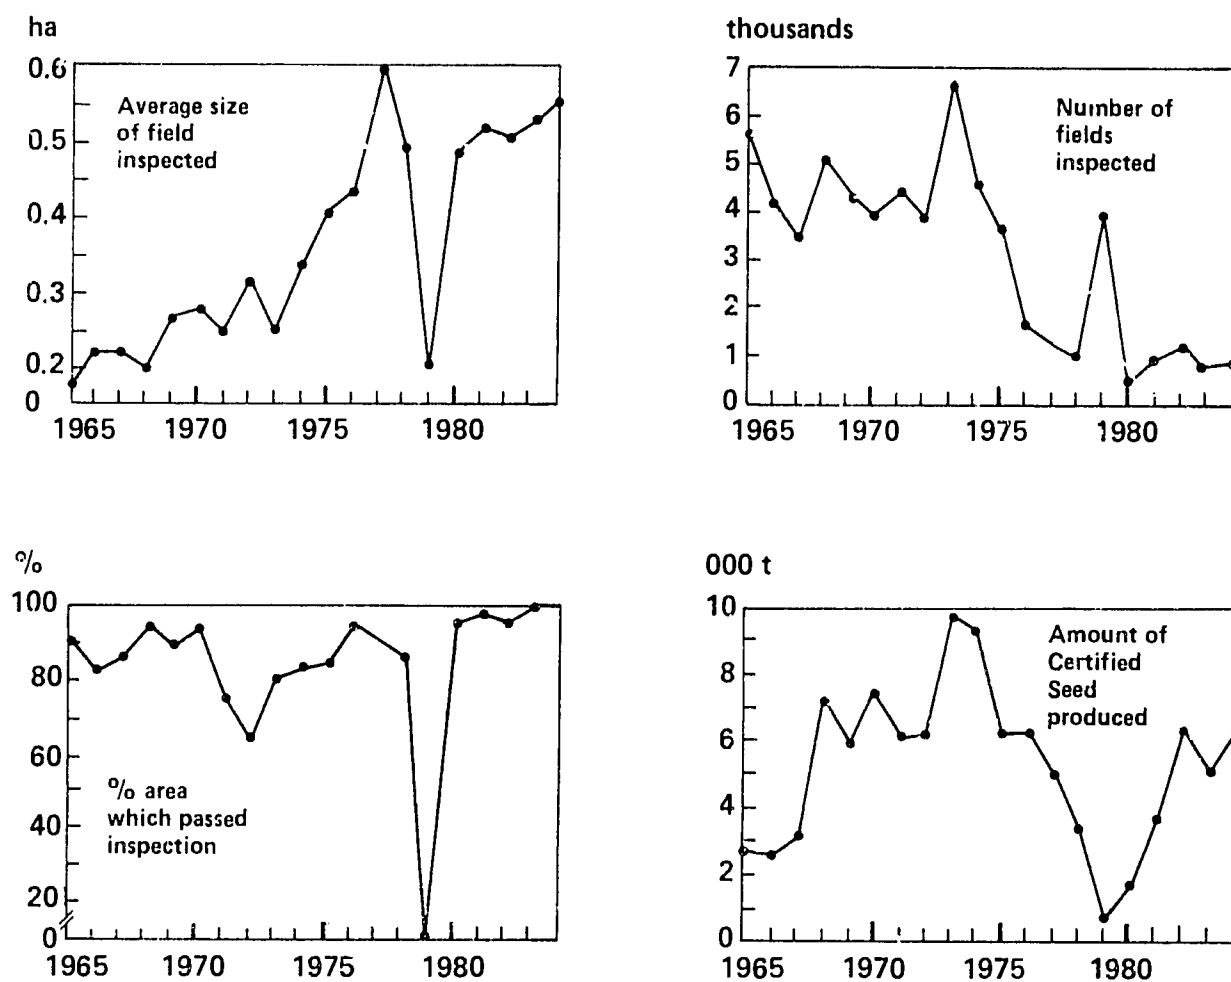 ha
0.6
Average size
of field
inspected
0.5
0.4
0.3
0.2
0
1965 1970 1975 1980
thousands
7
6
5
4
3
2
1
0
Number of
fields
inspected
1965 1970 1975 1980
%
100
80
60
40
20
0
% area
which passed
inspection
1965 1970 1975 1980
000 t
10
8
6
4
2
0
Amount of
Certified
Seed
produced
1965 1970 1975 1980